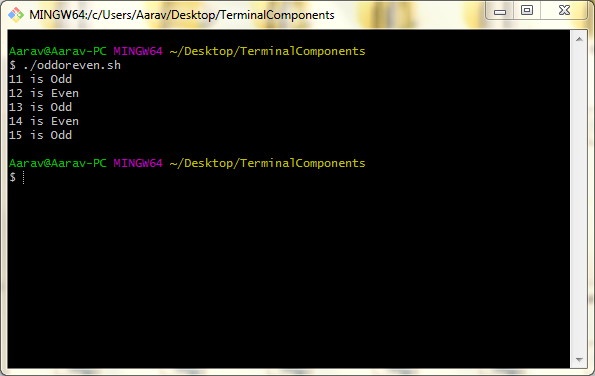 MINGW64:/c/Users/Aarav/Desktop/TerminalComponents
Aarav@Aarav-PC MINGW64 ~/Desktop/TerminalComponents
$ ./oddoreven.sh
11 is Odd
12 is Even
13 is Odd
14 is Even
15 is Odd
Aarav@Aarav-PC MINGW64 ~/Desktop/TerminalComponents
$